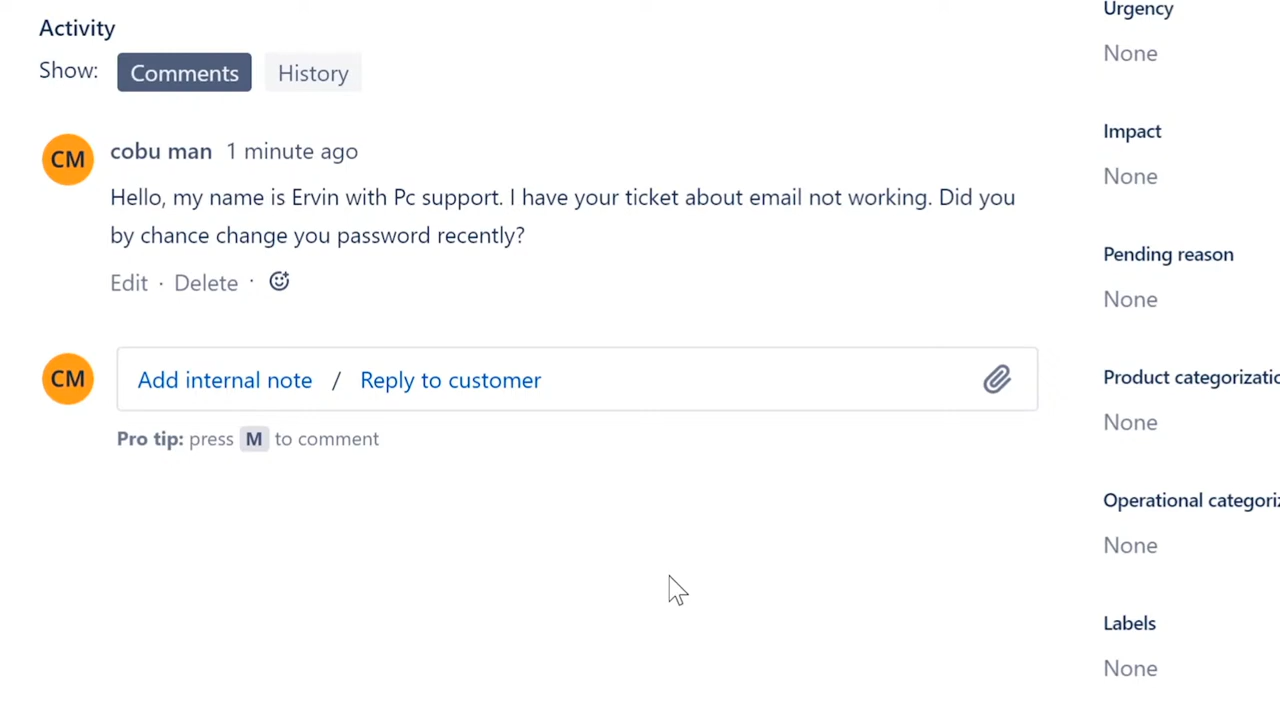 Activity
Show: Comments History
CM cobu man 1 minute ago
Hello, my name is Ervin with Pc support. I have your ticket about email not working. Did you
by chance change you password recently?
Edit · Delete ·
CM Add internal note / Reply to customer
Pro tip: press M to comment
Urgency
None
Impact
None
Pending reason
None
Product categorizatio
None
Operational categoriz
None
Labels
None